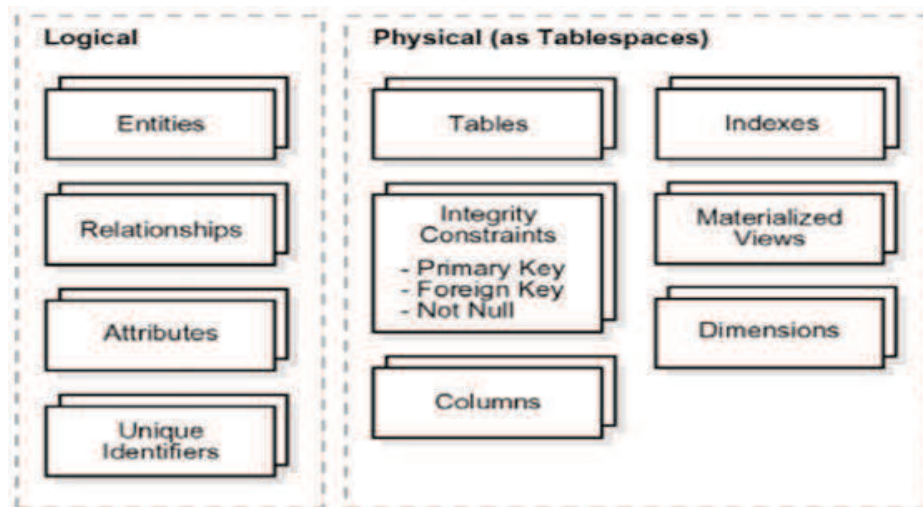 Logical
Entities
Relationships
Attributes
Unique
Identifiers
Physical (as Tablespaces)
Tables
Integrity
Constraints
- Primary Key
- Foreign Key
- Not Null
Columns
Indexes
Materialized
Views
Dimensions